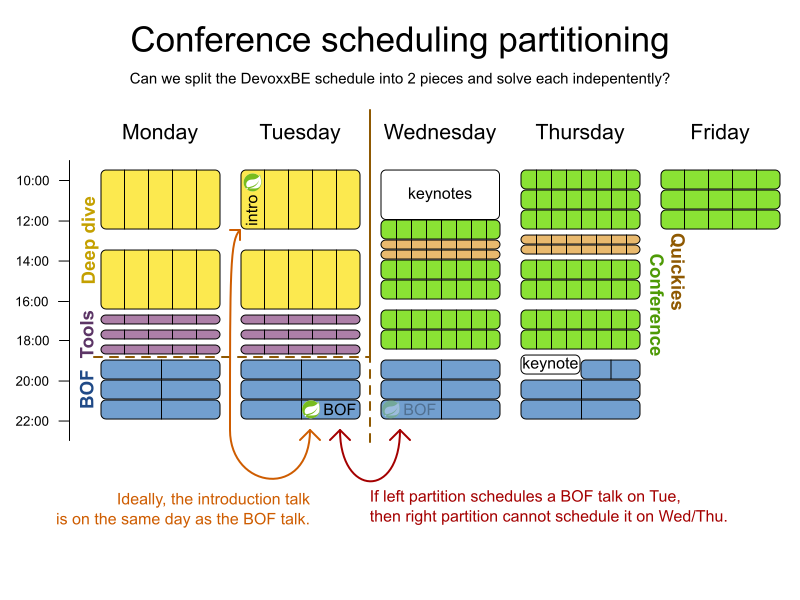 Conference scheduling partitioning
Can we split the DevoxxBE schedule into 2 pieces and solve each indepentently?
Monday
Tuesday
Wednesday
Thursday
Friday
10:00
12:00
14:00
16:00
18:00
20:00
22:00
Deep dive
Tools
BOF
intro
keynotes
keynote
Quickies
Conference
BOF
BOF
Ideally, the introduction talk
is on the same day as the BOF talk.
If left partition schedules a BOF talk on Tue,
then right partition cannot schedule it on Wed/Thu.